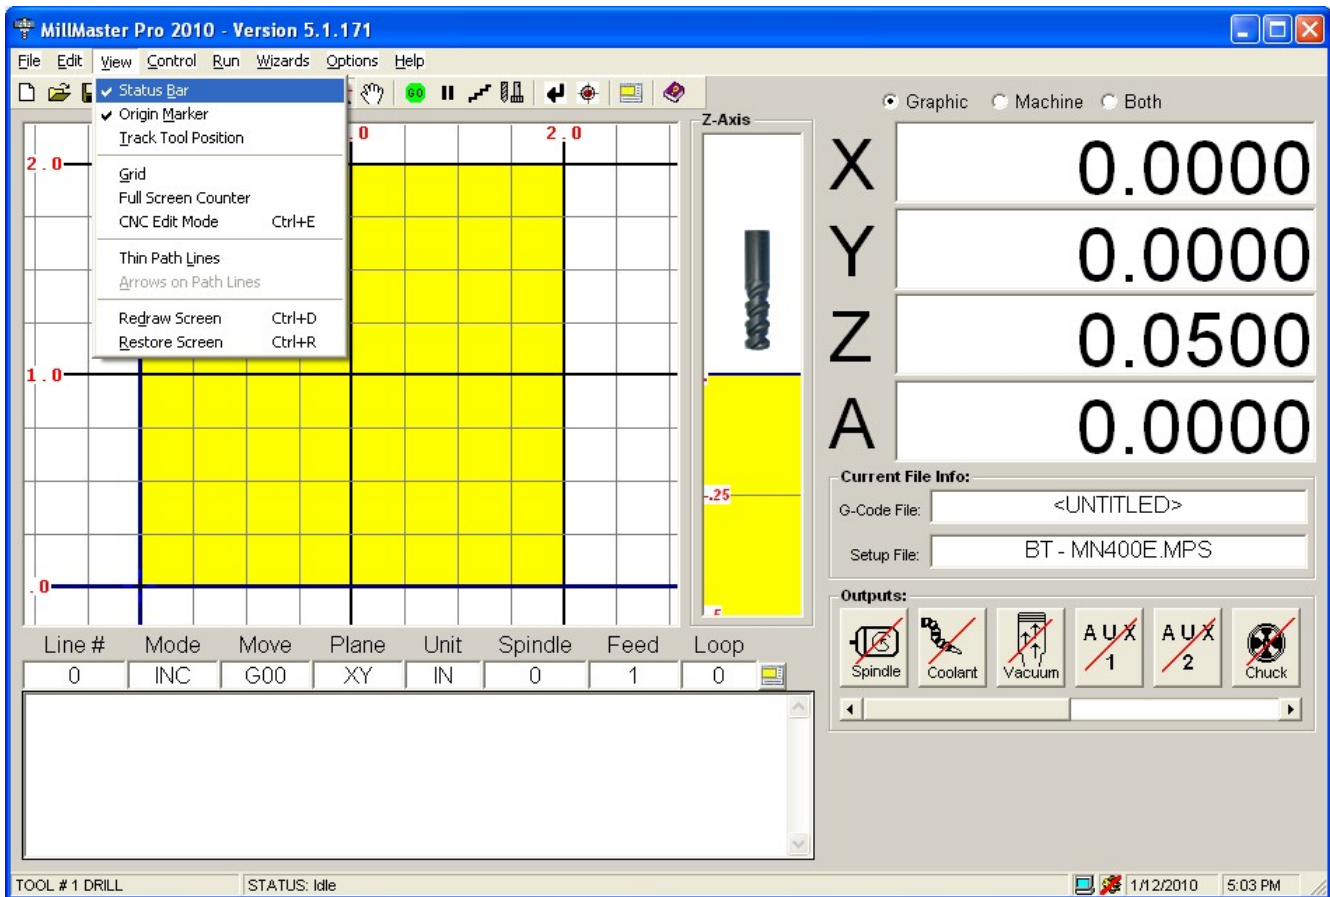 MillMaster Pro 2010 - Version 5.1.171
File Edit View Control Run Wizards Options Help
GO
Status Bar
Origin Marker
Track Tool Position
Grid
Full Screen Counter
CNC Edit Mode Ctrl+E
Thin Path Lines
Arrows on Path Lines
Redraw Screen Ctrl+D
Restore Screen Ctrl+R
.0 2.0
2.0
1.0
.0
Z-Axis
-.25
Graphic Machine Both
X 0.0000
Y 0.0000
Z 0.0500
A 0.0000
Current File Info:
G-Code File: <UNTITLED>
Setup File: BT - MN400E.MPS
Outputs:
Spindle Coolant Vacuum AUX 1 AUX 2 Chuck
Line # Mode Move Plane Unit Spindle Feed Loop
0 INC G00 XY IN 0 1 0
TOOL # 1 DRILL STATUS: Idle 1/12/2010 5:03 PM